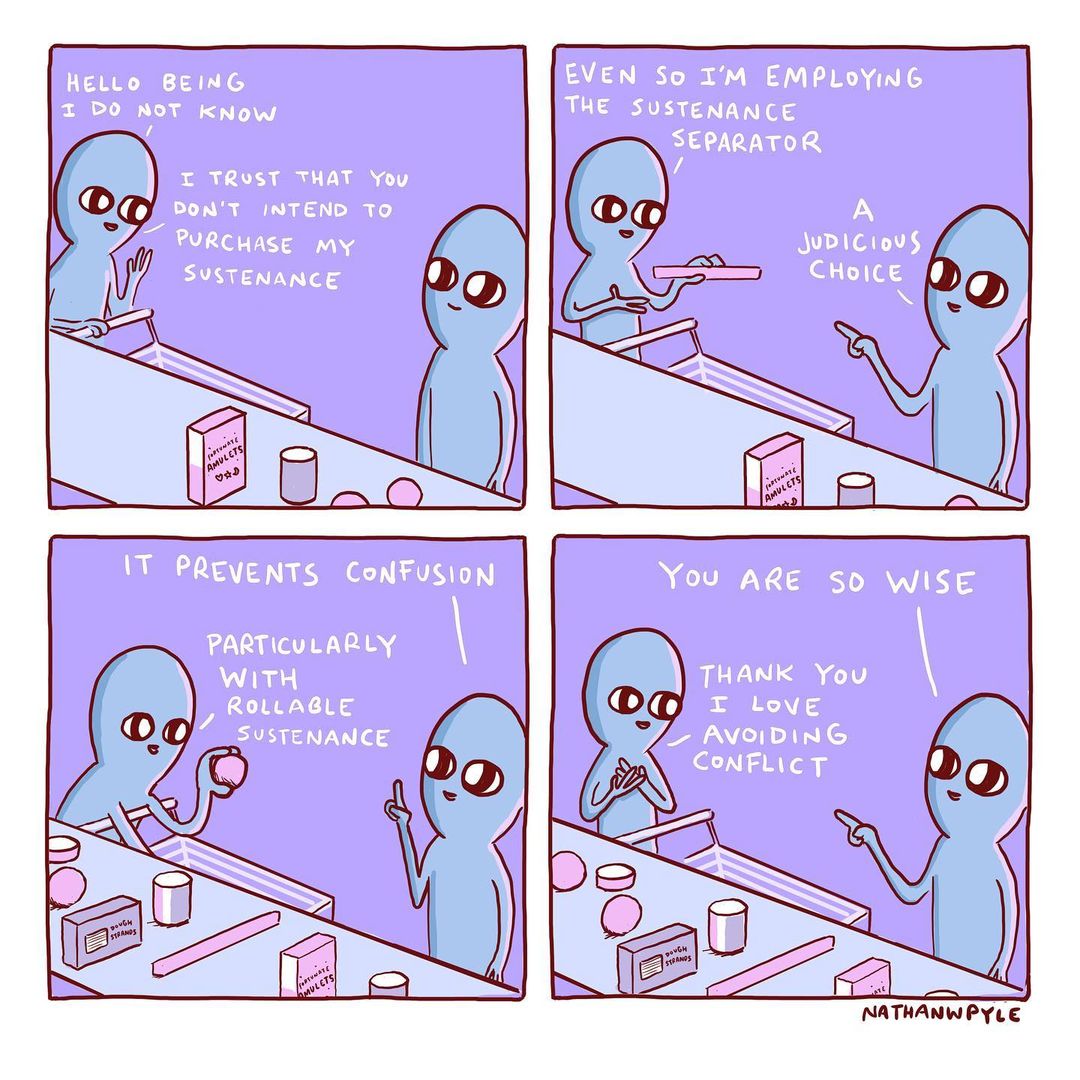 HELLO BEING
I DO NOT KNOW
I TRUST THAT YOU
DON'T INTEND TO
PURCHASE MY
SUSTENANCE
FORTUNATE
AMULETS
EVEN SO I'M EMPLOYING
THE SUSTENANCE
SEPARATOR
A
JUDICIOUS
CHOICE
FORTUNATE
AMULETS
IT PREVENTS CONFUSION
PARTICULARLY
WITH
ROLLABLE
SUSTENANCE
DOUGH
STRANDS
FORTUNATE
AMULETS
YOU ARE SO WISE
THANK YOU
I LOVE
AVOIDING
CONFLICT
DOUGH
STRANDS
NATHANWPYLE